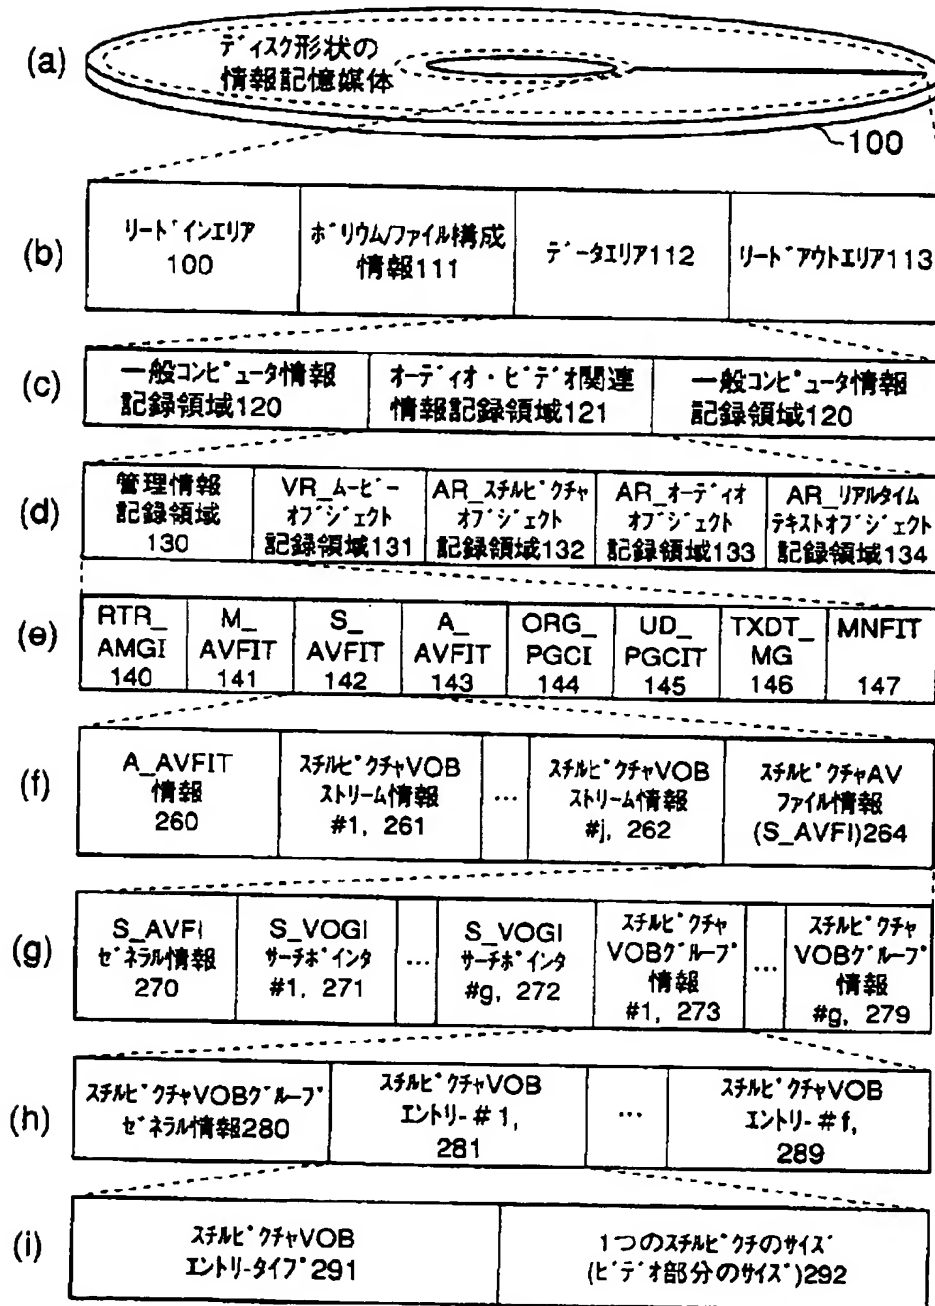 (a)
ディスク形状の
情報記憶媒体
100
(b)
リードインエリア
100
ボリウム/ファイル構成
情報111
データエリア112
リードアウトエリア113
(c)
一般コンピュータ情報
記録領域120
オーディオ・ビデオ関連
情報記録領域121
一般コンピュータ情報
記録領域120
(d)
管理情報
記録領域
130
VR_ムービー
オブジェクト
記録領域131
AR_スチルピクチャ
オブジェクト
記録領域132
AR_オーディオ
オブジェクト
記録領域133
AR_リアルタイム
テキストオブジェクト
記録領域134
(e)
RTR_
AMGI
140
M_
AVFIT
141
S_
AVFIT
142
A_
AVFIT
143
ORG_
PGCI
144
UD_
PGCIT
145
TXDT_
MG
146
MNFIT
147
(f)
A_AVFIT
情報
260
スチルピクチャVOB
ストリーム情報
#1, 261
...
スチルピクチャVOB
ストリーム情報
#j, 262
スチルピクチャAV
ファイル情報
(S_AVFI)264
(g)
S_AVFI
ゼネラル情報
270
S_VOGI
サーチポインタ
#1, 271
...
S_VOGI
サーチポインタ
#g, 272
スチルピクチャ
VOBグループ
情報
#1, 273
...
スチルピクチャ
VOBグループ
情報
#g, 279
(h)
スチルピクチャVOBグループ
ゼネラル情報280
スチルピクチャVOB
エントリ-#1,
281
...
スチルピクチャVOB
エントリ-#f,
289
(i)
スチルピクチャVOB
エントリ-タイプ291
1つのスチルピクチのサイズ
(ビデオ部分のサイズ)292